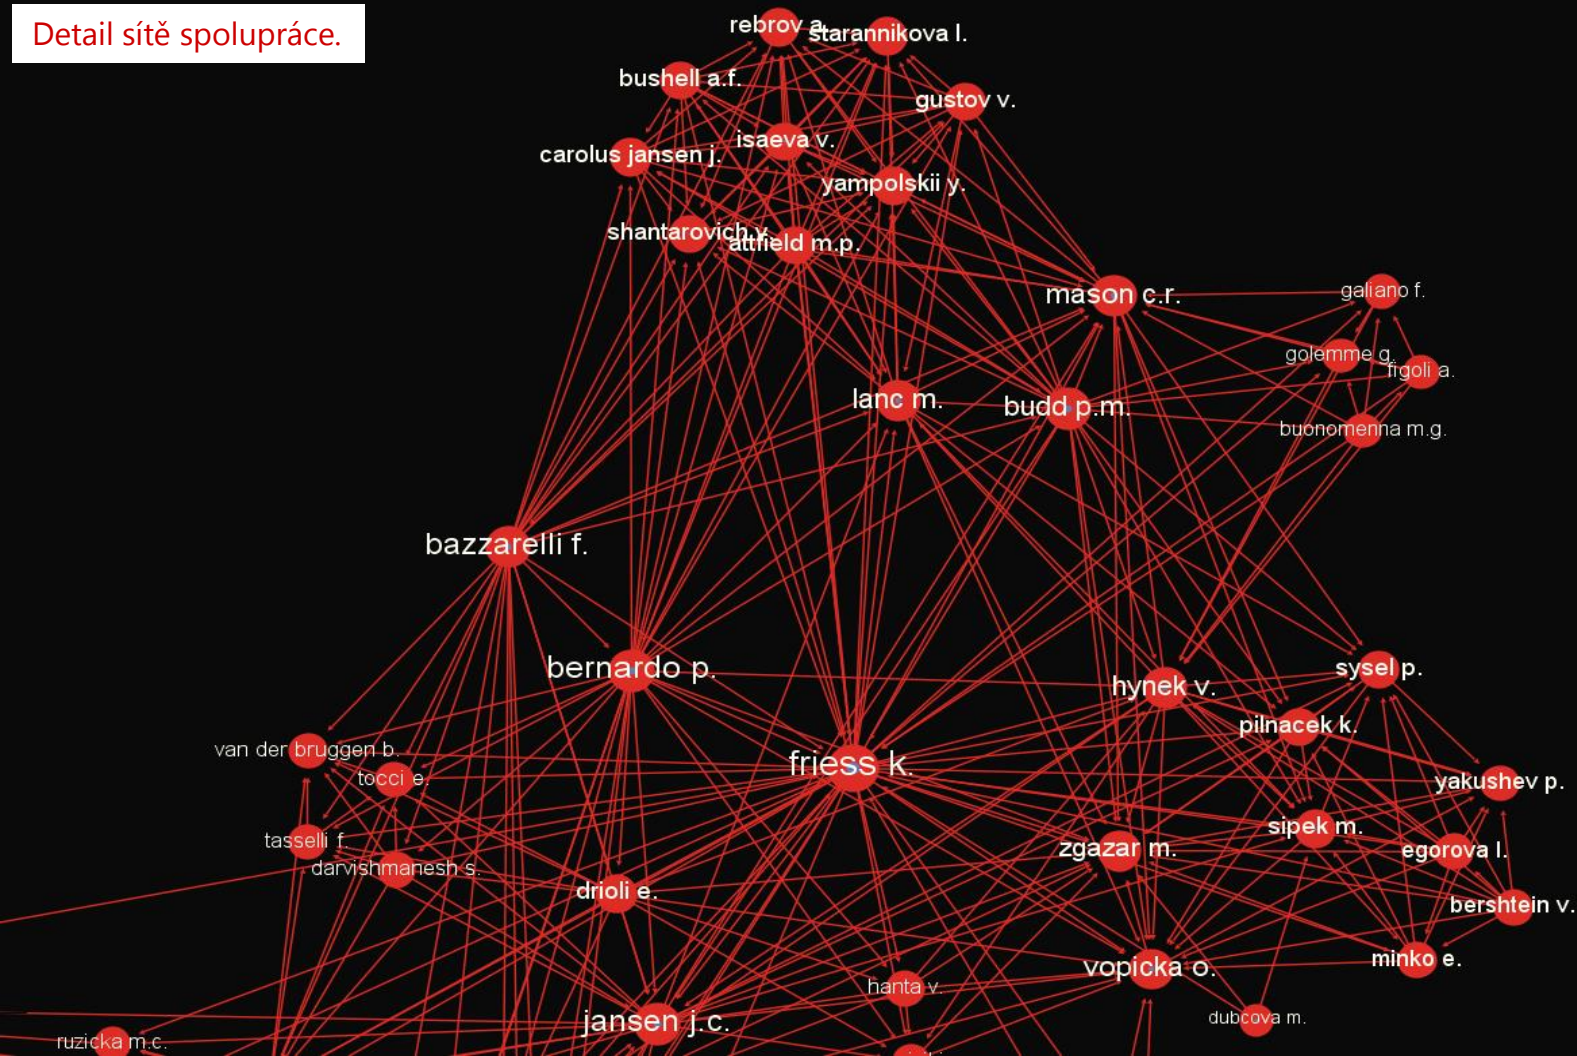 Detail sítě spolupráce.
rebrov a.
starannikova l.
bushell a.f.
gustov v.
isaeva v.
carolus jansen j.
yampolskii y.
shantarovich v.
attfield m.p.
mason c.r.
galiano f.
golemme g.
figoli a.
lanc m.
budd p.m.
buonomenna m.g.
bazzarelli f.
bernardo p.
sysel p.
hynek v.
pilnacek k.
van der bruggen b.
friess k.
tocci e.
yakushev p.
sipek m.
tasselli f.
zgazar m.
egorova l.
darvishmanesh s.
drioli e.
bershtein v.
minko e.
vopicka o.
hanta v.
dubcova m.
jansen j.c.
ruzicka m.c.